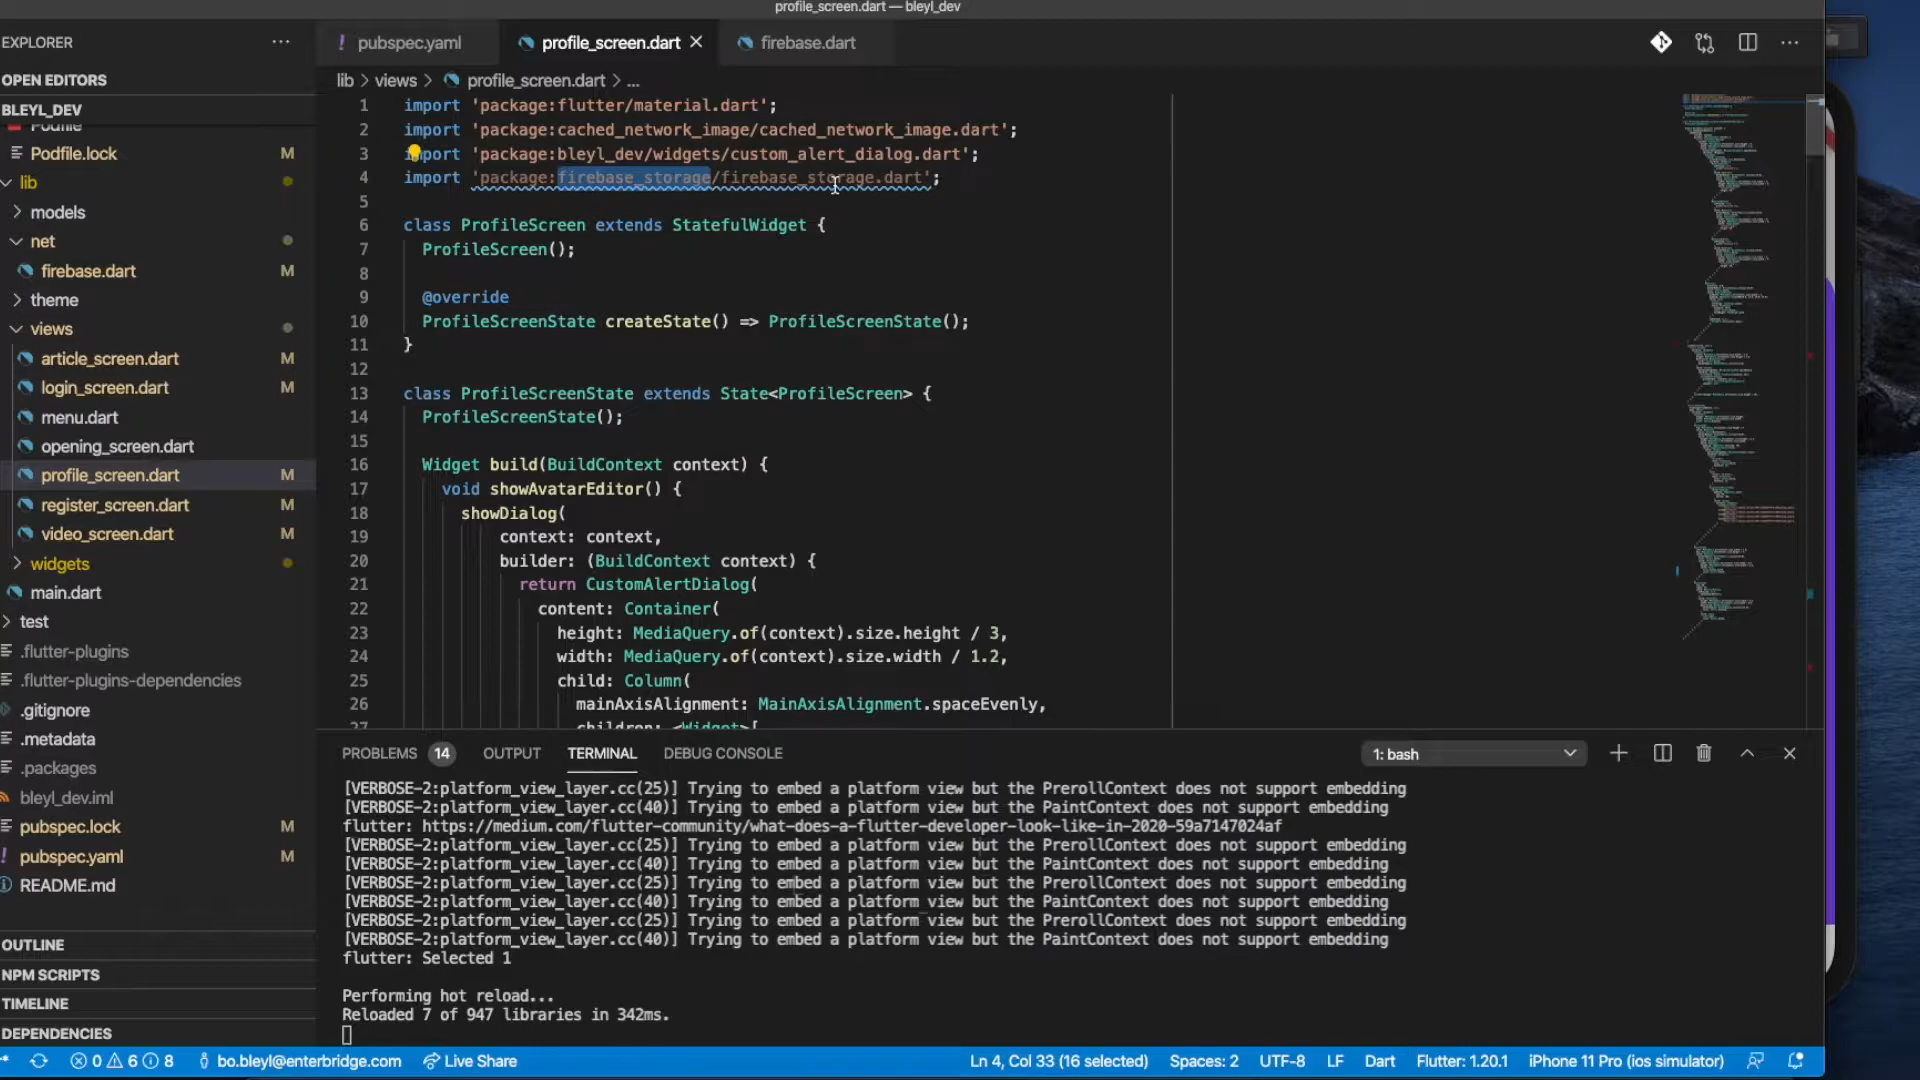 profile_screen.dart — bleyl_dev
EXPLORER
OPEN EDITORS
BLEYL_DEV
Podfile
Podfile.lock M
lib
models
net
firebase.dart M
theme
views
article_screen.dart M
login_screen.dart M
menu.dart
opening_screen.dart
profile_screen.dart M
register_screen.dart M
video_screen.dart M
widgets
main.dart
test
.flutter-plugins
.flutter-plugins-dependencies
.gitignore
.metadata
.packages
bleyl_dev.iml
pubspec.lock M
pubspec.yaml M
README.md
OUTLINE
NPM SCRIPTS
TIMELINE
DEPENDENCIES
! pubspec.yaml
profile_screen.dart
firebase.dart
lib > views > profile_screen.dart > ...
1 import 'package:flutter/material.dart';
2 import 'package:cached_network_image/cached_network_image.dart';
3 import 'package:bleyl_dev/widgets/custom_alert_dialog.dart';
4 import 'package:firebase_storage/firebase_storage.dart';
5
6 class ProfileScreen extends StatefulWidget {
7 ProfileScreen();
8
9 @override
10 ProfileScreenState createState() => ProfileScreenState();
11 }
12
13 class ProfileScreenState extends State<ProfileScreen> {
14 ProfileScreenState();
15
16 Widget build(BuildContext context) {
17 void showAvatarEditor() {
18 showDialog(
19 context: context,
20 builder: (BuildContext context) {
21 return CustomAlertDialog(
22 content: Container(
23 height: MediaQuery.of(context).size.height / 3,
24 width: MediaQuery.of(context).size.width / 1.2,
25 child: Column(
26 mainAxisAlignment: MainAxisAlignment.spaceEvenly,
27 children: <Widget>[
PROBLEMS 14 OUTPUT TERMINAL DEBUG CONSOLE 1: bash
[VERBOSE-2:platform_view_layer.cc(25)] Trying to embed a platform view but the PrerollContext does not support embedding
[VERBOSE-2:platform_view_layer.cc(40)] Trying to embed a platform view but the PaintContext does not support embedding
flutter: https://medium.com/flutter-community/what-does-a-flutter-developer-look-like-in-2020-59a7147024af
[VERBOSE-2:platform_view_layer.cc(25)] Trying to embed a platform view but the PrerollContext does not support embedding
[VERBOSE-2:platform_view_layer.cc(40)] Trying to embed a platform view but the PaintContext does not support embedding
[VERBOSE-2:platform_view_layer.cc(25)] Trying to embed a platform view but the PrerollContext does not support embedding
[VERBOSE-2:platform_view_layer.cc(40)] Trying to embed a platform view but the PaintContext does not support embedding
[VERBOSE-2:platform_view_layer.cc(25)] Trying to embed a platform view but the PrerollContext does not support embedding
[VERBOSE-2:platform_view_layer.cc(40)] Trying to embed a platform view but the PaintContext does not support embedding
flutter: Selected 1
Performing hot reload...
Reloaded 7 of 947 libraries in 342ms.
0 6 8 bo.bleyl@enterbridge.com Live Share Ln 4, Col 33 (16 selected) Spaces: 2 UTF-8 LF Dart Flutter: 1.20.1 iPhone 11 Pro (ios simulator)